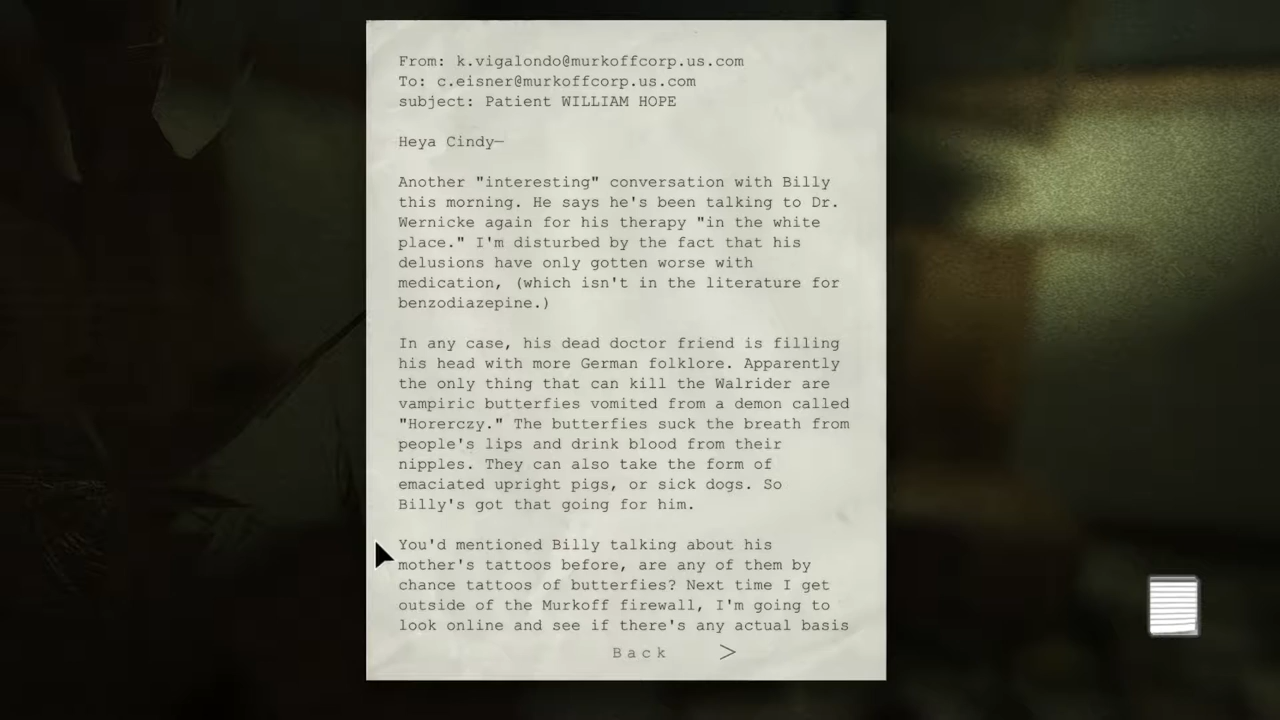 From: k.vigalondo@murkoffcorp.us.com
To: c.eisner@murkoffcorp.us.com
subject: Patient WILLIAM HOPE
Heya Cindy—
Another "interesting" conversation with Billy
this morning. He says he's been talking to Dr.
Wernicke again for his therapy "in the white
place." I'm disturbed by the fact that his
delusions have only gotten worse with
medication, (which isn't in the literature for
benzodiazepine.)
In any case, his dead doctor friend is filling
his head with more German folklore. Apparently
the only thing that can kill the Walrider are
vampiric butterfies vomited from a demon called
"Horerczy." The butterfies suck the breath from
people's lips and drink blood from their
nipples. They can also take the form of
emaciated upright pigs, or sick dogs. So
Billy's got that going for him.
You'd mentioned Billy talking about his
mother's tattoos before, are any of them by
chance tattoos of butterfies? Next time I get
outside of the Murkoff firewall, I'm going to
look online and see if there's any actual basis
Back >